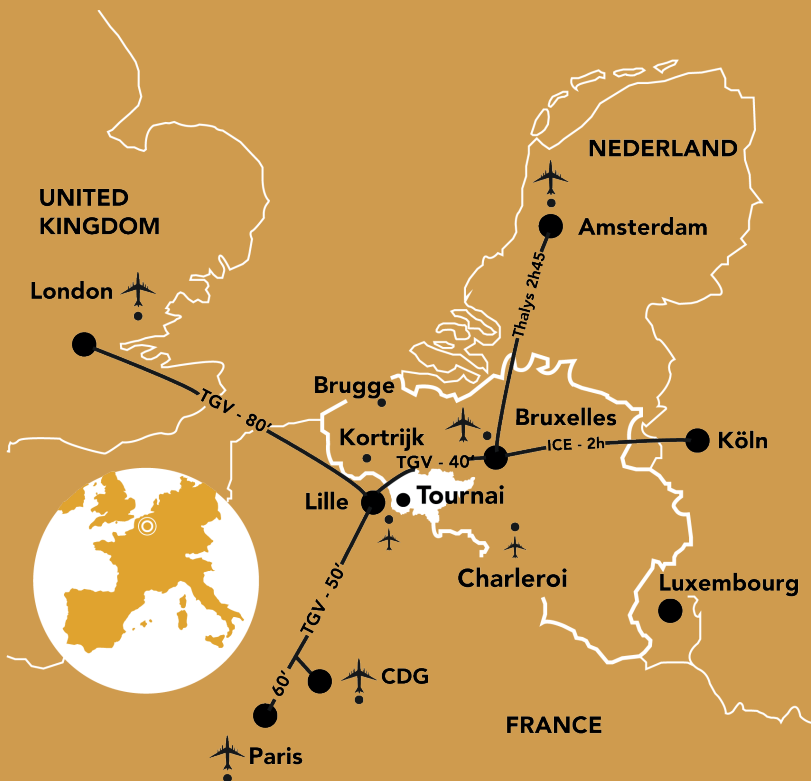 NEDERLAND
UNITED
KINGDOM
Amsterdam
London
Thalys 2h45
Brugge
TGV - 80'
Bruxelles
Kortrijk
ICE - 2h
Köln
TGV - 40'
Lille
Tournai
Charleroi
Luxembourg
TGV - 50'
60'
CDG
FRANCE
Paris